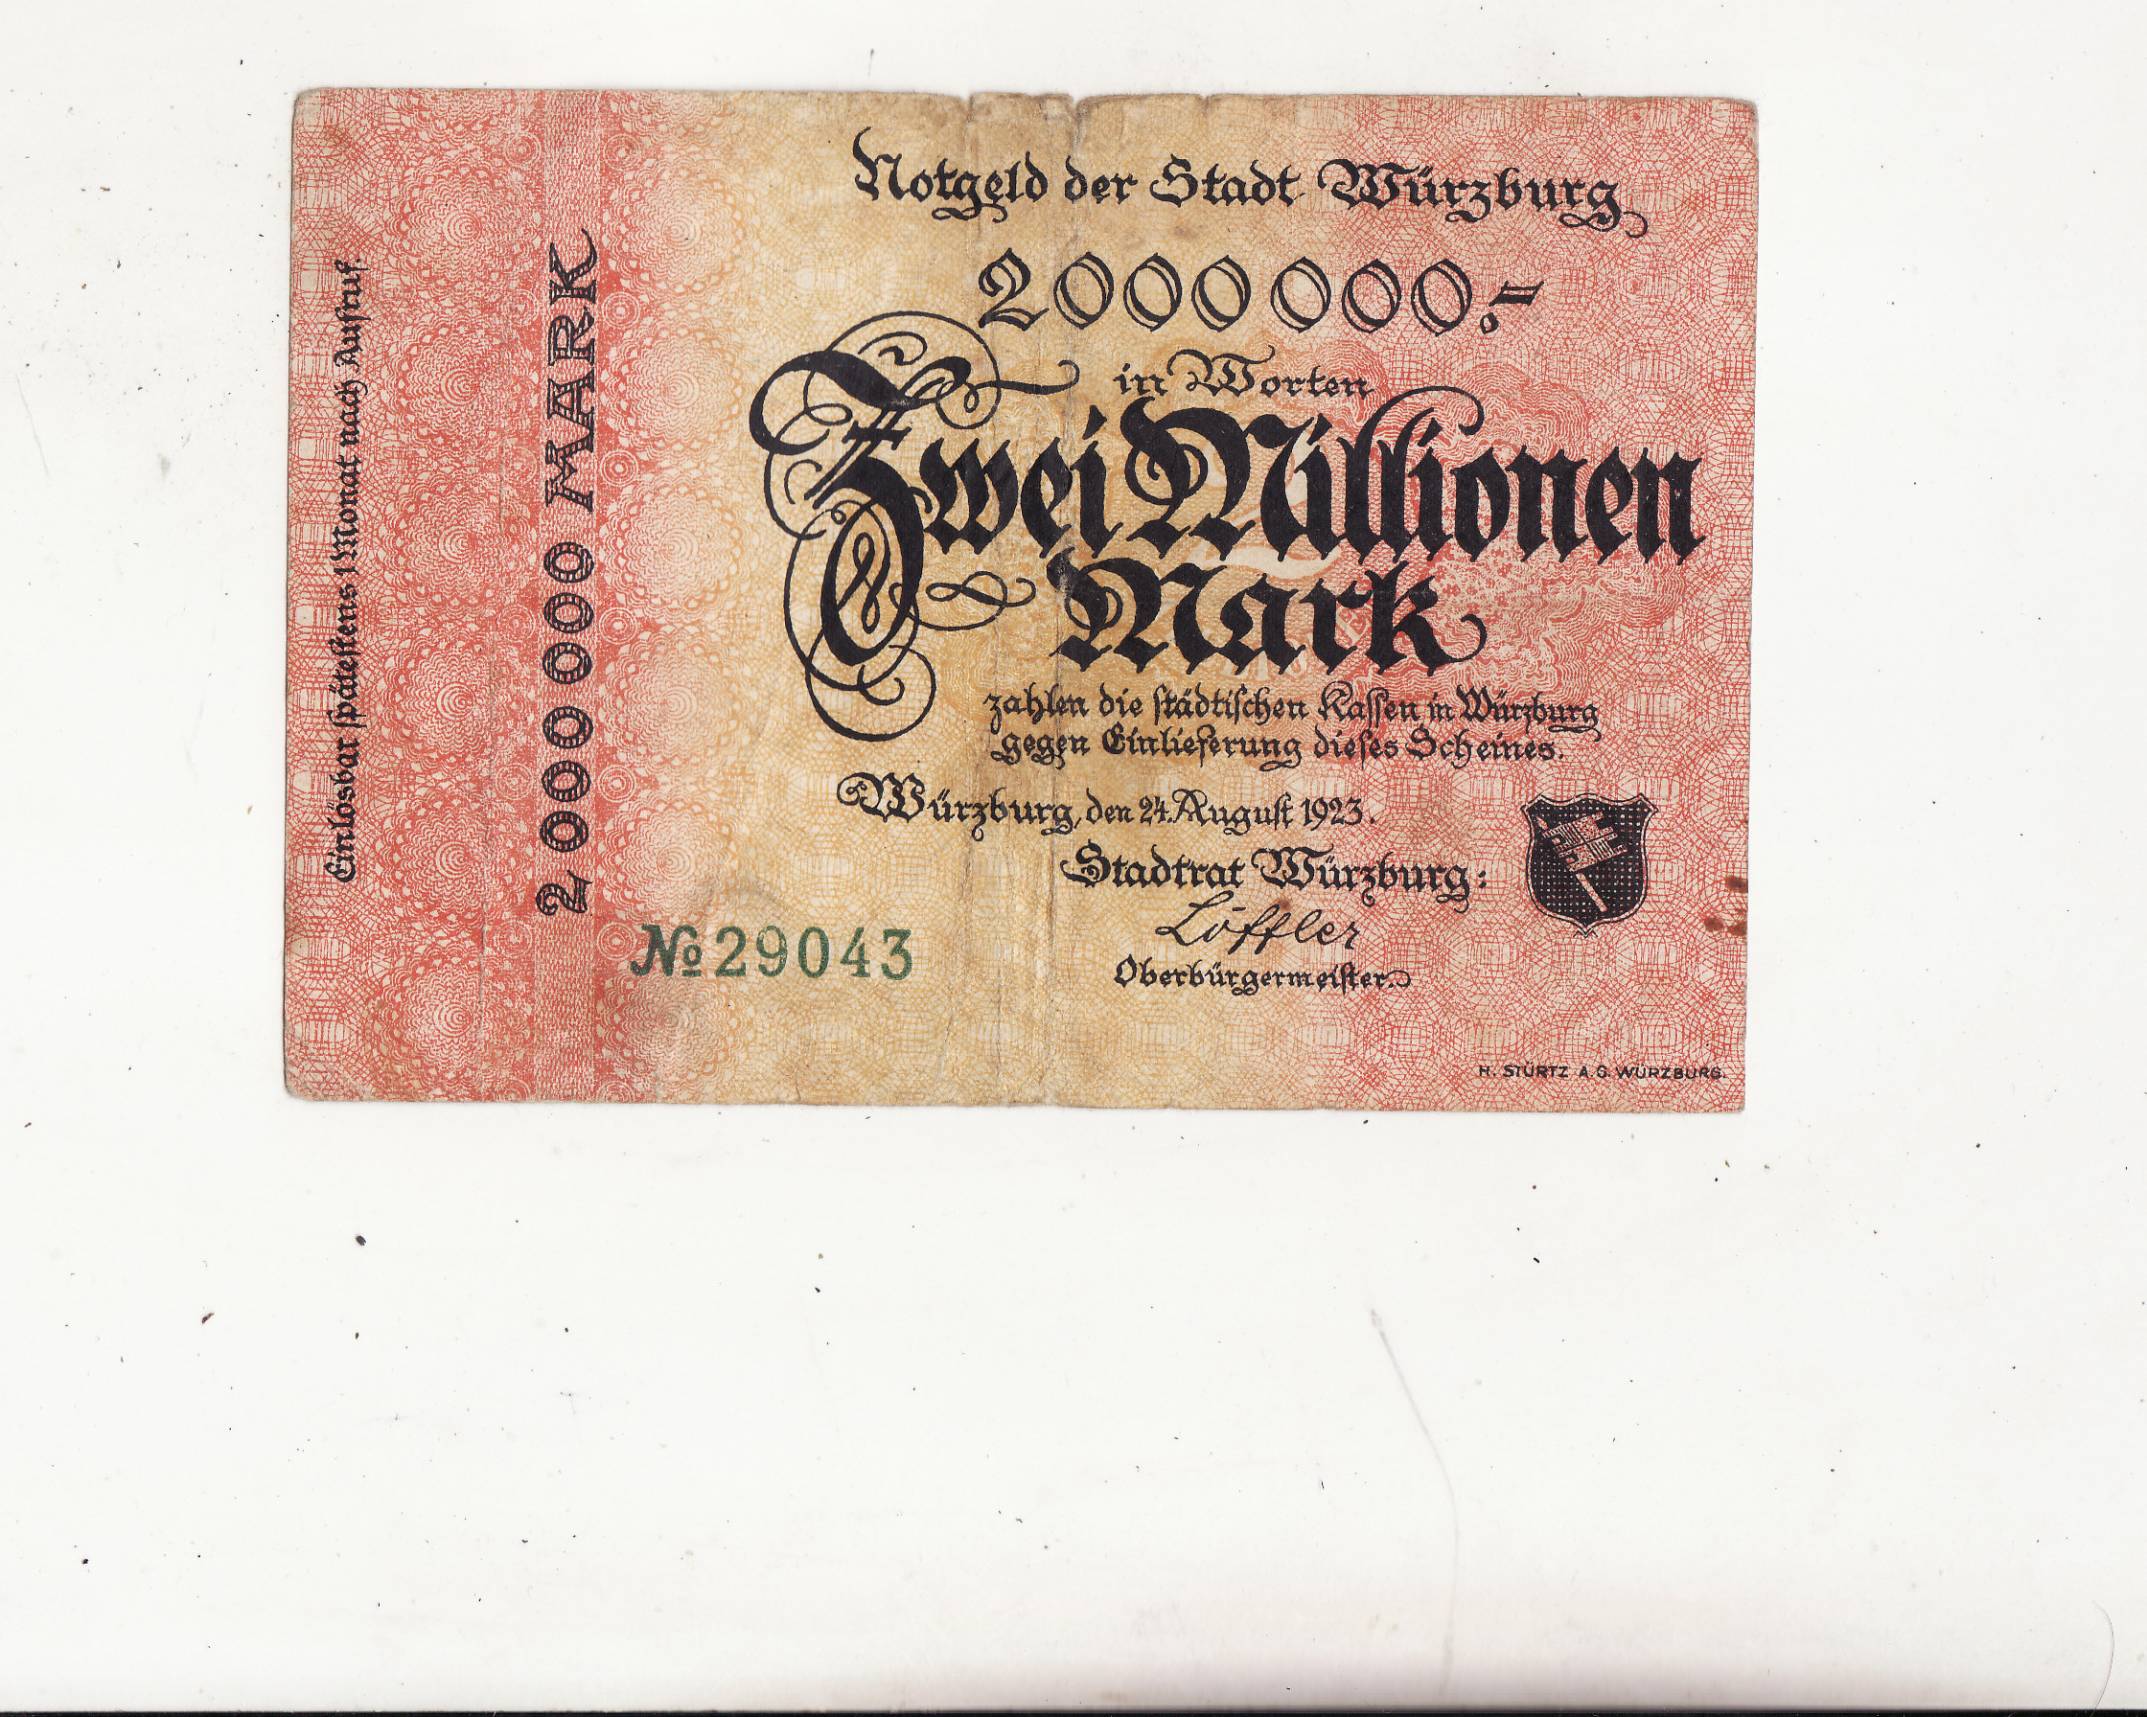 Einlösbar spätestens 1 Monat nach Aufruf.
2 000 000 MARK
Notgeld der Stadt Würzburg
2000 000.-
in Worten
Zwei Millionen
Mark
zahlen die städtischen Kassen in Würzburg
gegen Einlieferung dieses Scheines.
Würzburg, den 24. August 1923.
Stadtrat Würzburg:
Löffler
Oberbürgermeister.
No 29043
H. STÜRTZ A.G. WÜRZBURG.